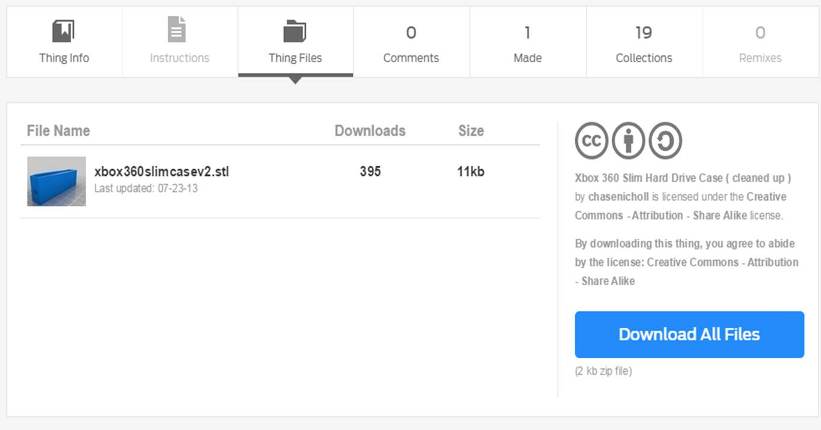 0
1
19
0
Thing Info
Instructions
Thing Files
Comments
Made
Collections
Remixes
File Name
Downloads
Size
xbox360slimcasev2.stl
395
11kb
Last updated: 07-23-13
cc
Xbox 360 Slim Hard Drive Case ( cleaned up )
by chasenicholl is licensed under the Creative
Commons - Attribution - Share Alike license.
By downloading this thing, you agree to abide
by the license: Creative Commons - Attribution
- Share Alike
Download All Files
(2 kb zip file)